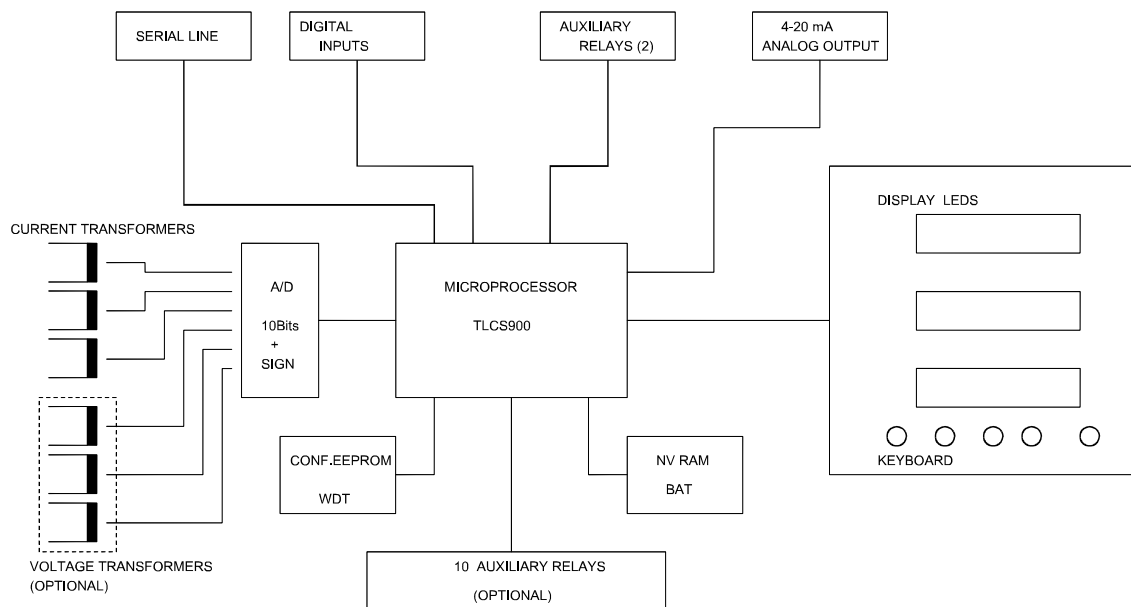 SERIAL LINE
DIGITAL
INPUTS
AUXILIARY
RELAYS (2)
4-20 mA
ANALOG OUTPUT
CURRENT TRANSFORMERS
A/D
10Bits
+
SIGN
MICROPROCESSOR
TLCS900
DISPLAY LEDS
KEYBOARD
CONF.EEPROM
WDT
NV RAM
BAT
VOLTAGE TRANSFORMERS
(OPTIONAL)
10 AUXILIARY RELAYS
(OPTIONAL)